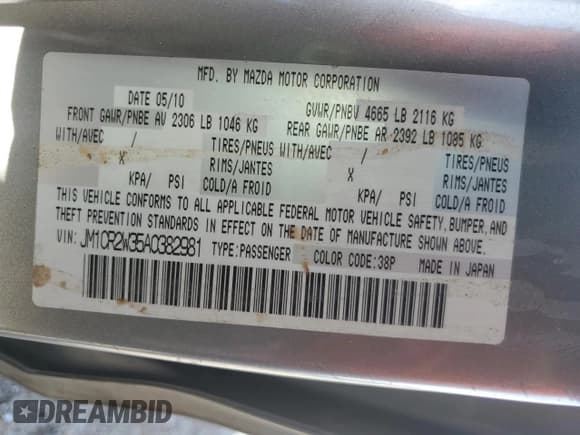 MFD. BY MAZDA MOTOR CORPORATION
DATE 05/10 GVWR/PNBV 4665 LB 2116 KG
FRONT GAWR/PNBE AV 2306 LB 1046 KG REAR GAWR/PNBE AR 2392 LB 1085 KG
WITH/AVEC / TIRES/PNEUS WITH/AVEC / TIRES/PNEUS
X RIMS/JANTES X RIMS/JANTES
KPA/ PSI COLD/A FROID KPA/ PSI COLD/A FROID
THIS VEHICLE CONFORMS TO ALL APPLICABLE FEDERAL MOTOR VEHICLE SAFETY, BUMPER, AND
THEFT PREVENTION STANDARDS IN EFFECT ON THE DATE OF MANUFACTURE SHOWN ABOVE.
VIN: JM1CR2W35A0382981 TYPE:PASSENGER COLOR CODE:38P MADE IN JAPAN
DREAMBID